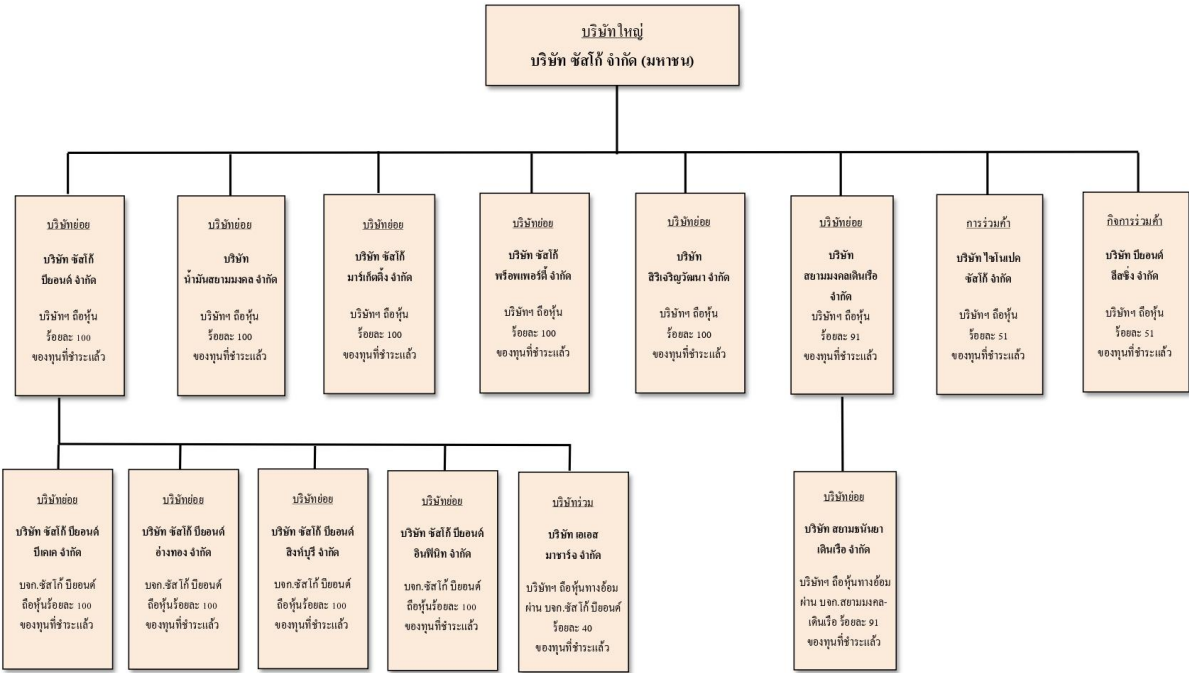 บริษัทใหญ่
บริษัท ซัสโก้ จำกัด (มหาชน)
บริษัทย่อย
บริษัท ซัสโก้
บียอนด์ จำกัด
บริษัทฯ ถือหุ้น
ร้อยละ 100
ของทุนที่ชำระแล้ว
บริษัทย่อย
บริษัท
น้ำมันสยามมงคล จำกัด
บริษัทฯ ถือหุ้น
ร้อยละ 100
ของทุนที่ชำระแล้ว
บริษัทย่อย
บริษัท ซัสโก้
มาร์เก็ตติ้ง จำกัด
บริษัทฯ ถือหุ้น
ร้อยละ 100
ของทุนที่ชำระแล้ว
บริษัทย่อย
บริษัท ซัสโก้
พร็อพเพอร์ตี้ จำกัด
บริษัทฯ ถือหุ้น
ร้อยละ 100
ของทุนที่ชำระแล้ว
บริษัทย่อย
บริษัท
สิริเจริญวัฒนา จำกัด
บริษัทฯ ถือหุ้น
ร้อยละ 100
ของทุนที่ชำระแล้ว
บริษัทย่อย
บริษัท
สยามมงคลเดินเรือ
จำกัด
บริษัทฯ ถือหุ้น
ร้อยละ 91
ของทุนที่ชำระแล้ว
การร่วมค้า
บริษัท ไซโนเปค
ซัสโก้ จำกัด
บริษัทฯ ถือหุ้น
ร้อยละ 51
ของทุนที่ชำระแล้ว
กิจการร่วมค้า
บริษัท บียอนด์
ลีสซิ่ง จำกัด
บริษัทฯ ถือหุ้น
ร้อยละ 51
ของทุนที่ชำระแล้ว
บริษัทย่อย
บริษัท ซัสโก้ บียอนด์
บีเคเค จำกัด
บจก.ซัสโก้ บียอนด์
ถือหุ้นร้อยละ 100
ของทุนที่ชำระแล้ว
บริษัทย่อย
บริษัท ซัสโก้ บียอนด์
อ่างทอง จำกัด
บจก.ซัสโก้ บียอนด์
ถือหุ้นร้อยละ 100
ของทุนที่ชำระแล้ว
บริษัทย่อย
บริษัท ซัสโก้ บียอนด์
สิงห์บุรี จำกัด
บจก.ซัสโก้ บียอนด์
ถือหุ้นร้อยละ 100
ของทุนที่ชำระแล้ว
บริษัทย่อย
บริษัท ซัสโก้ บียอนด์
อินฟินิท จำกัด
บจก.ซัสโก้ บียอนด์
ถือหุ้นร้อยละ 100
ของทุนที่ชำระแล้ว
บริษัทร่วม
บริษัท เอเอส
มาชาร์จ จำกัด
บริษัทฯ ถือหุ้นทางอ้อม
ผ่าน บจก.ซัสโก้ บียอนด์
ร้อยละ 40
ของทุนที่ชำระแล้ว
บริษัทย่อย
บริษัท สยามธนันยา
เดินเรือ จำกัด
บริษัทฯ ถือหุ้นทางอ้อม
ผ่าน บจก.สยามมงคล-
เดินเรือ ร้อยละ 91
ของทุนที่ชำระแล้ว